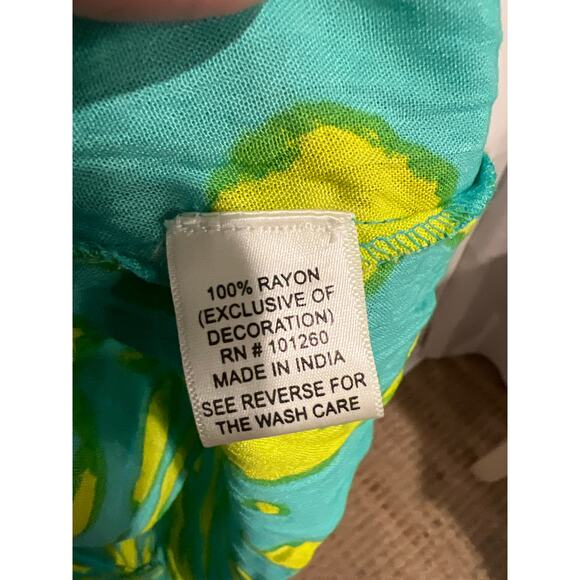 100% RAYON
(EXCLUSIVE OF
DECORATION)
RN # 101260
MADE IN INDIA
SEE REVERSE FOR
THE WASH CARE